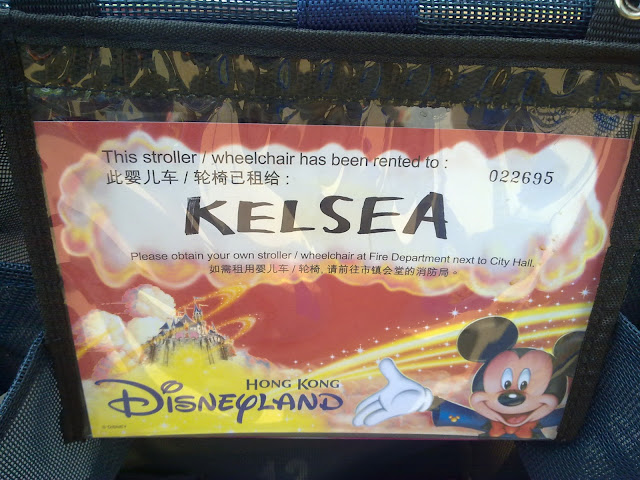 This stroller / wheelchair has been rented to :
此婴儿车 / 轮椅已租给 :
022695
KELSEA
Please obtain your own stroller / wheelchair at Fire Department next to City Hall.
如需租用婴儿车 / 轮椅, 请前往市镇会堂的消防局。
HONG KONG
DISNEYLAND
© DISNEY